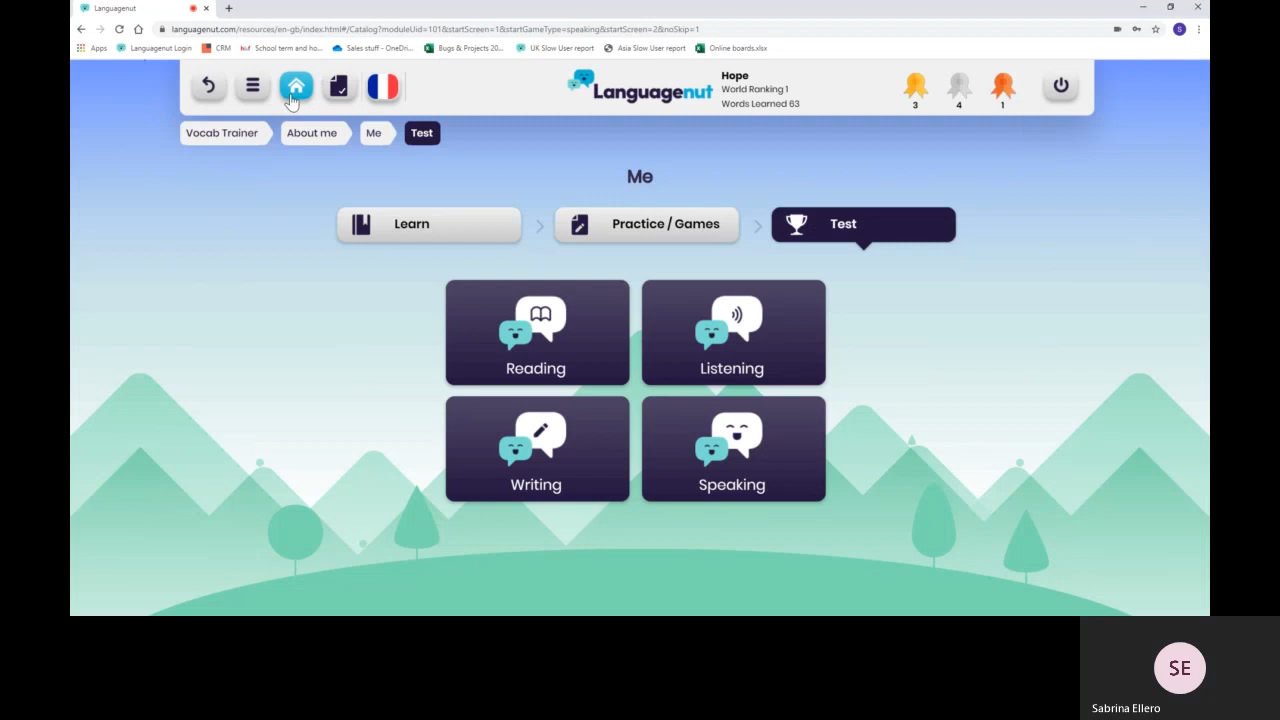 Languagenut
languagenut.com/resources/en-gb/index.html#/Catalog?moduleUid=101&startScreen=1&startGameType=speaking&startScreen=2&noSkip=1
S
Apps Languagenut Login CRM School term and ho... Sales stuff - OneDri... Bugs & Projects 20... UK Slow User report Asia Slow User report Online boards.xlsx
Languagenut
Hope
World Ranking 1
Words Learned 63
3 4 1
Vocab Trainer About me Me Test
Me
Learn Practice / Games Test
Reading Listening
Writing Speaking
SE
Sabrina Ellero